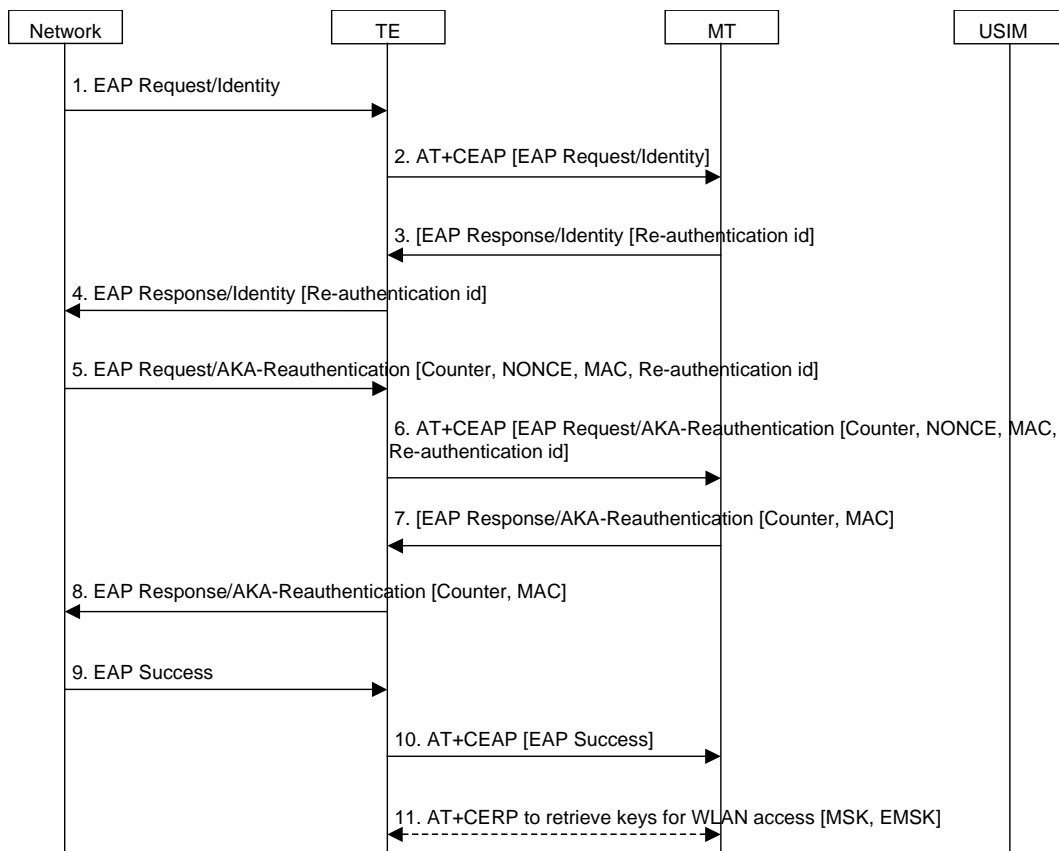 Network
TE
MT
USIM
1. EAP Request/Identity
2. AT+CEAP [EAP Request/Identity]
3. [EAP Response/Identity [Re-authentication id]
4. EAP Response/Identity [Re-authentication id]
5. EAP Request/AKA-Reauthentication [Counter, NONCE, MAC, Re-authentication id]
6. AT+CEAP [EAP Request/AKA-Reauthentication [Counter, NONCE, MAC,
Re-authentication id]
7. [EAP Response/AKA-Reauthentication [Counter, MAC]
8. EAP Response/AKA-Reauthentication [Counter, MAC]
9. EAP Success
10. AT+CEAP [EAP Success]
11. AT+CERP to retrieve keys for WLAN access [MSK, EMSK]